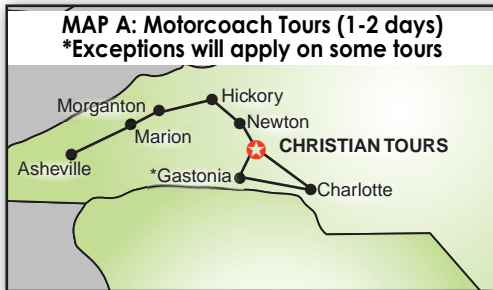 MAP A: Motorcoach Tours (1-2 days)
*Exceptions will apply on some tours
Hickory
Morganton
Newton
Marion
CHRISTIAN TOURS
Asheville
*Gastonia
Charlotte